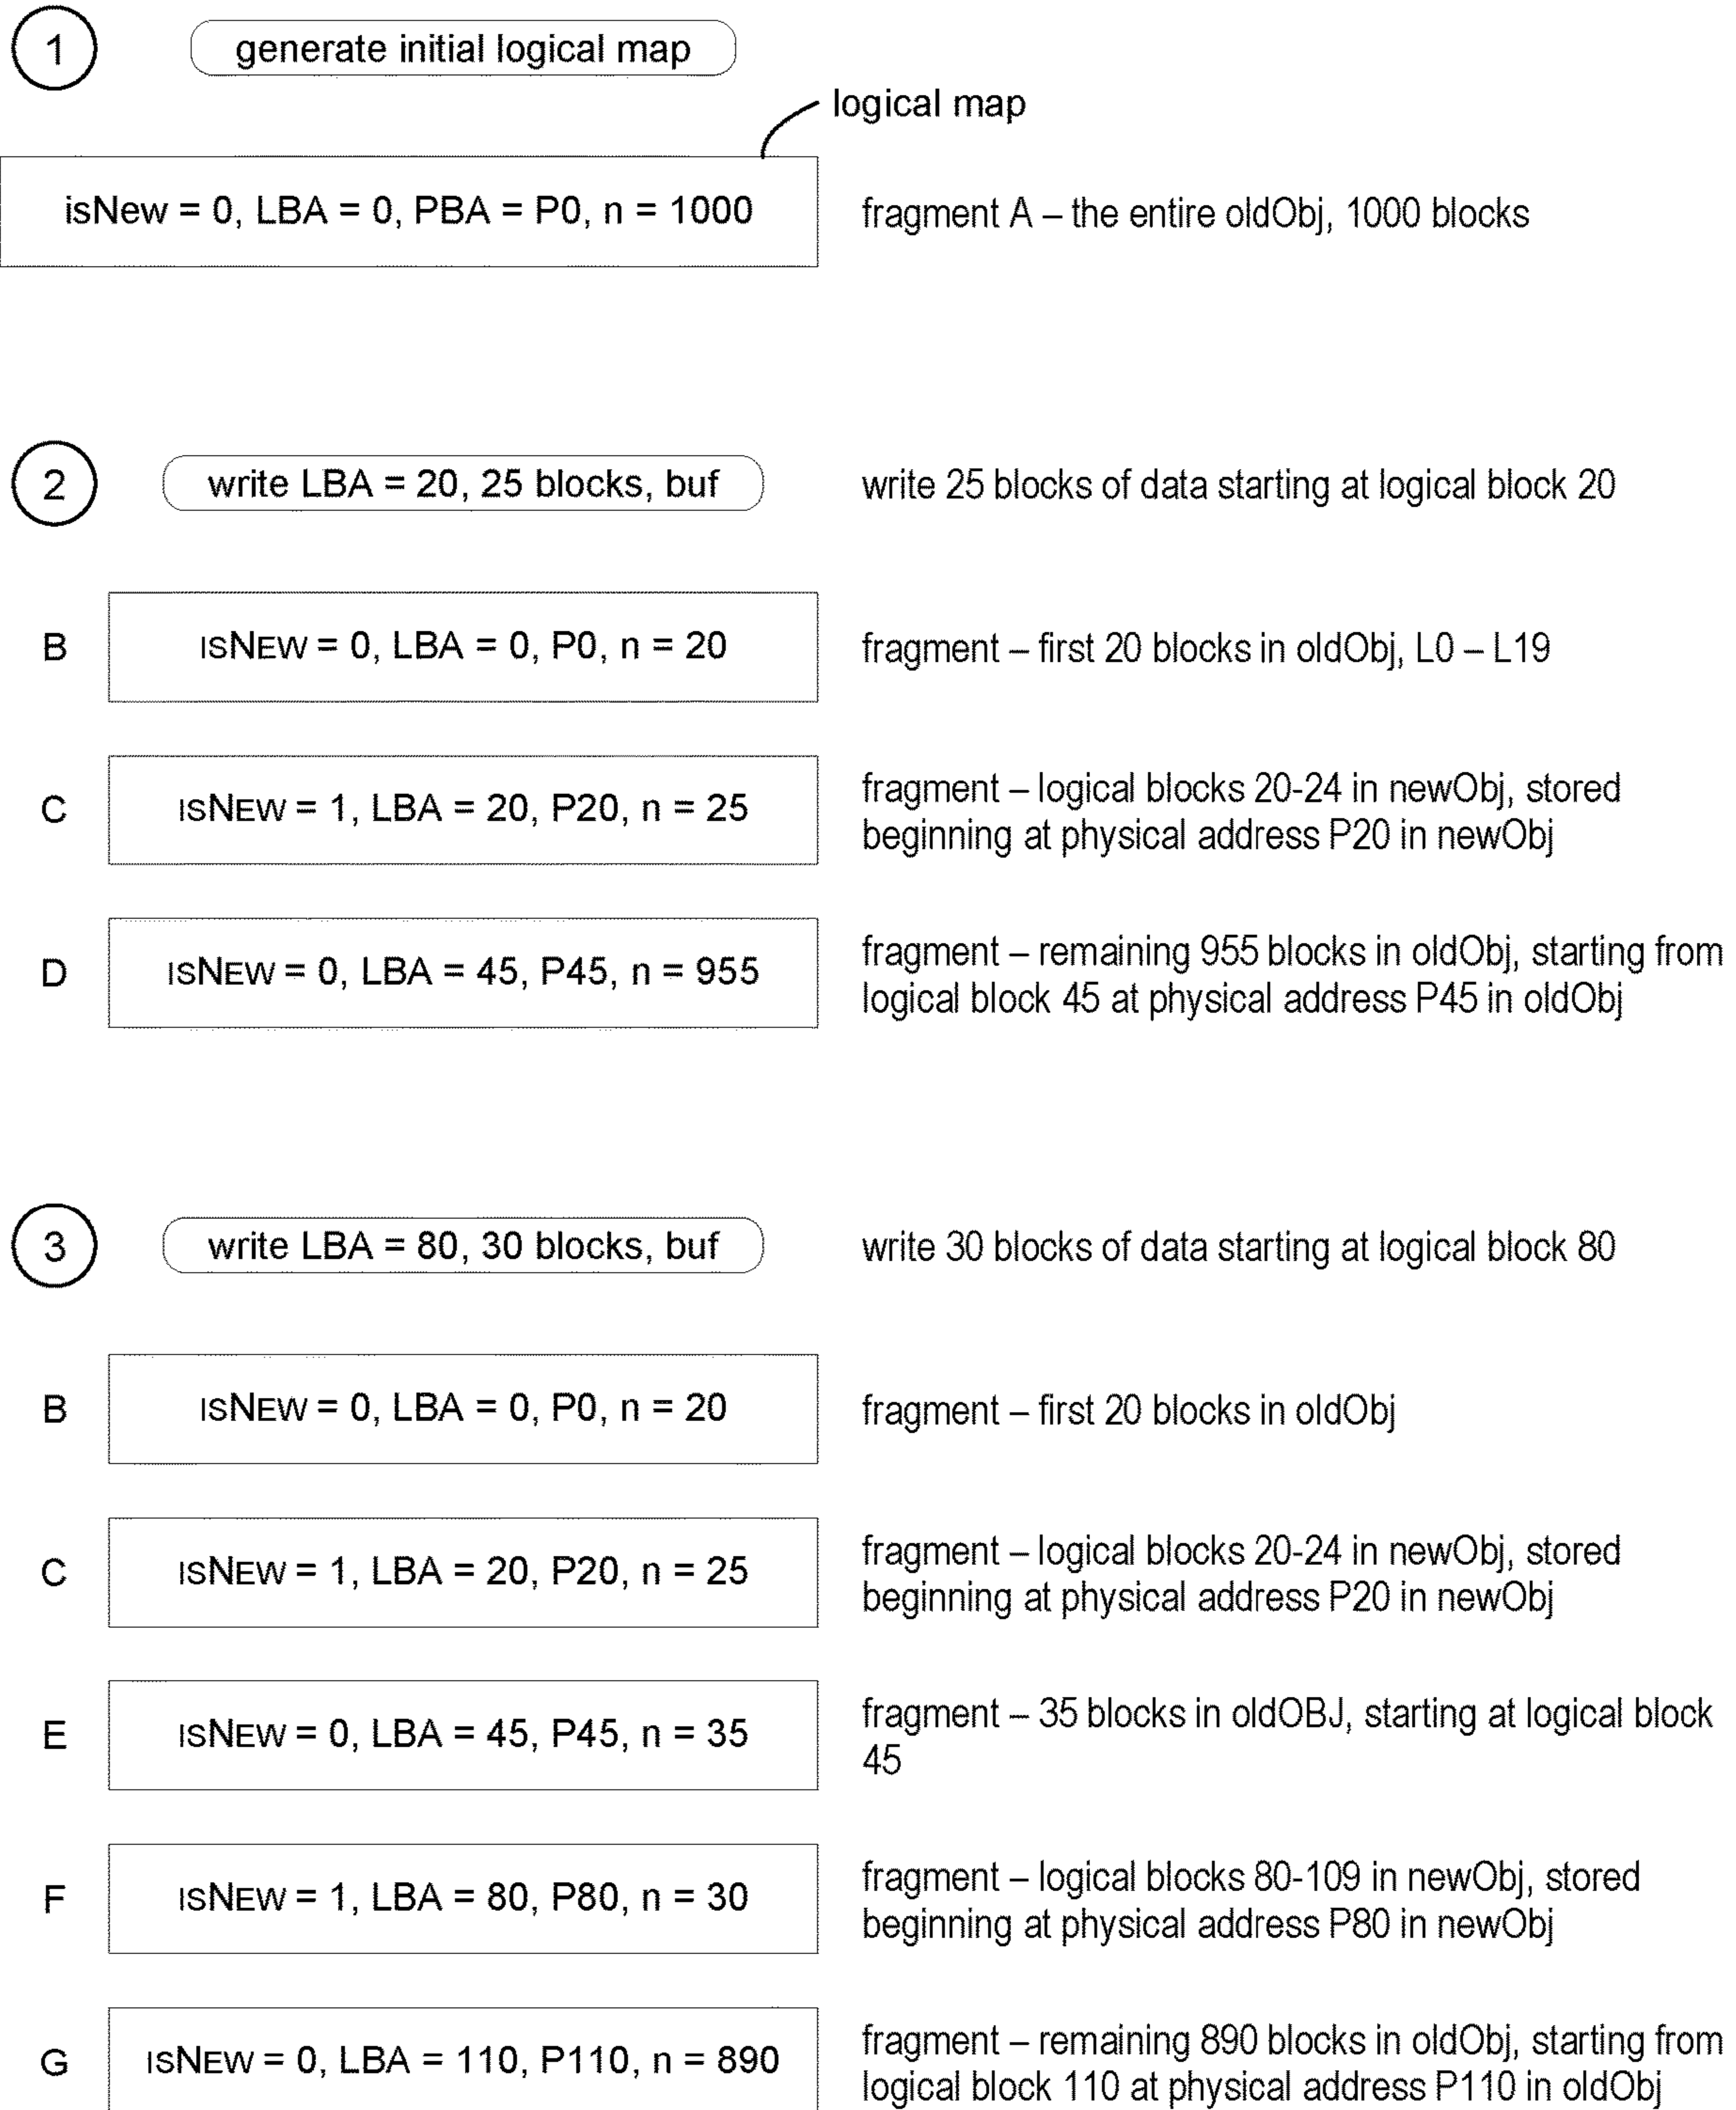 1
generate initial logical map
logical map
isNew = 0, LBA = 0, PBA = P0, n = 1000
fragment A – the entire oldObj, 1000 blocks
2
write LBA = 20, 25 blocks, buf
write 25 blocks of data starting at logical block 20
B
ISNEW = 0, LBA = 0, P0, n = 20
fragment – first 20 blocks in oldObj, L0 – L19
C
ISNEW = 1, LBA = 20, P20, n = 25
fragment – logical blocks 20-24 in newObj, stored
beginning at physical address P20 in newObj
D
ISNEW = 0, LBA = 45, P45, n = 955
fragment – remaining 955 blocks in oldObj, starting from
logical block 45 at physical address P45 in oldObj
3
write LBA = 80, 30 blocks, buf
write 30 blocks of data starting at logical block 80
B
ISNEW = 0, LBA = 0, P0, n = 20
fragment – first 20 blocks in oldObj
C
ISNEW = 1, LBA = 20, P20, n = 25
fragment – logical blocks 20-24 in newObj, stored
beginning at physical address P20 in newObj
E
ISNEW = 0, LBA = 45, P45, n = 35
fragment – 35 blocks in oldOBJ, starting at logical block
45
F
ISNEW = 1, LBA = 80, P80, n = 30
fragment – logical blocks 80-109 in newObj, stored
beginning at physical address P80 in newObj
G
ISNEW = 0, LBA = 110, P110, n = 890
fragment – remaining 890 blocks in oldObj, starting from
logical block 110 at physical address P110 in oldObj